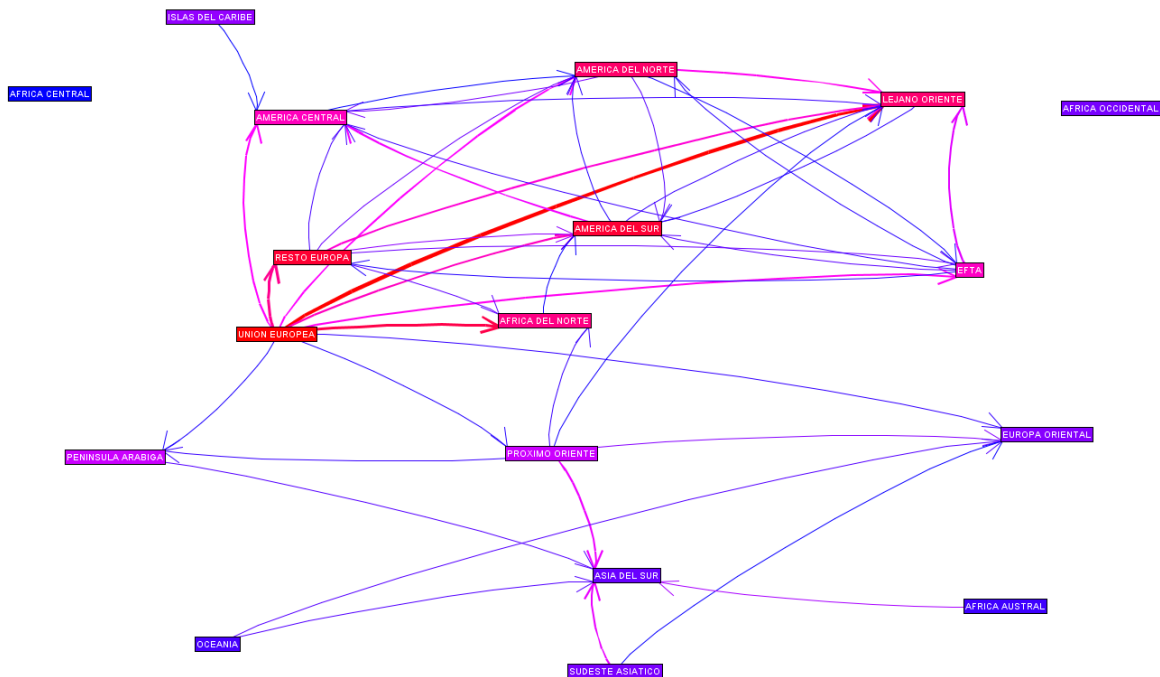 ISLAS DEL CARIBE
AMERICA DEL NORTE
AFRICA CENTRAL
LEJANO ORIENTE
AFRICA OCCIDENTAL
AMERICA CENTRAL
AMERICA DEL SUR
RESTO EUROPA
EFTA
AFRICA DEL NORTE
UNION EUROPEA
EUROPA ORIENTAL
PENINSULA ARABIGA
PROXIMO ORIENTE
ASIA DEL SUR
AFRICA AUSTRAL
OCEANIA
SUDESTE ASIATICO